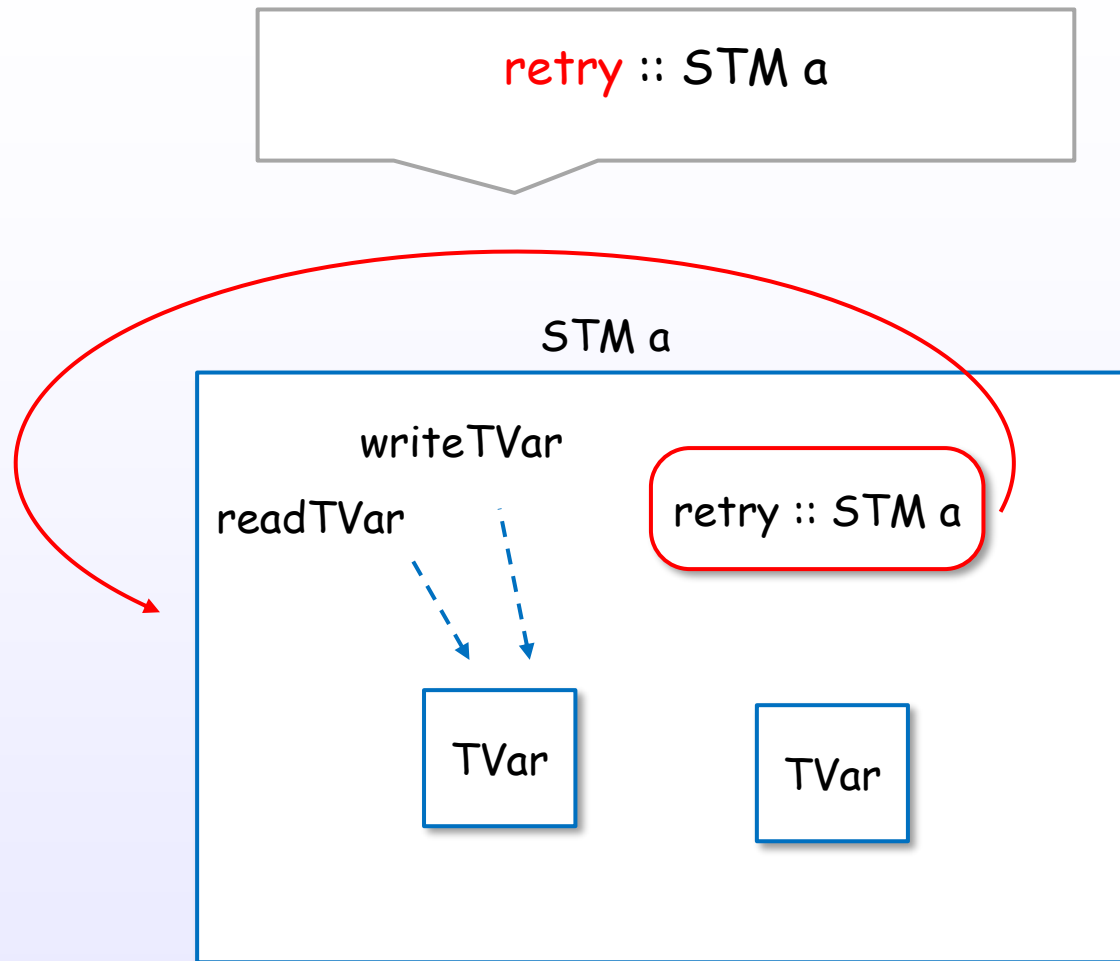 retry :: STM a
STM a
writeTVar
readTVar
retry :: STM a
TVar
TVar